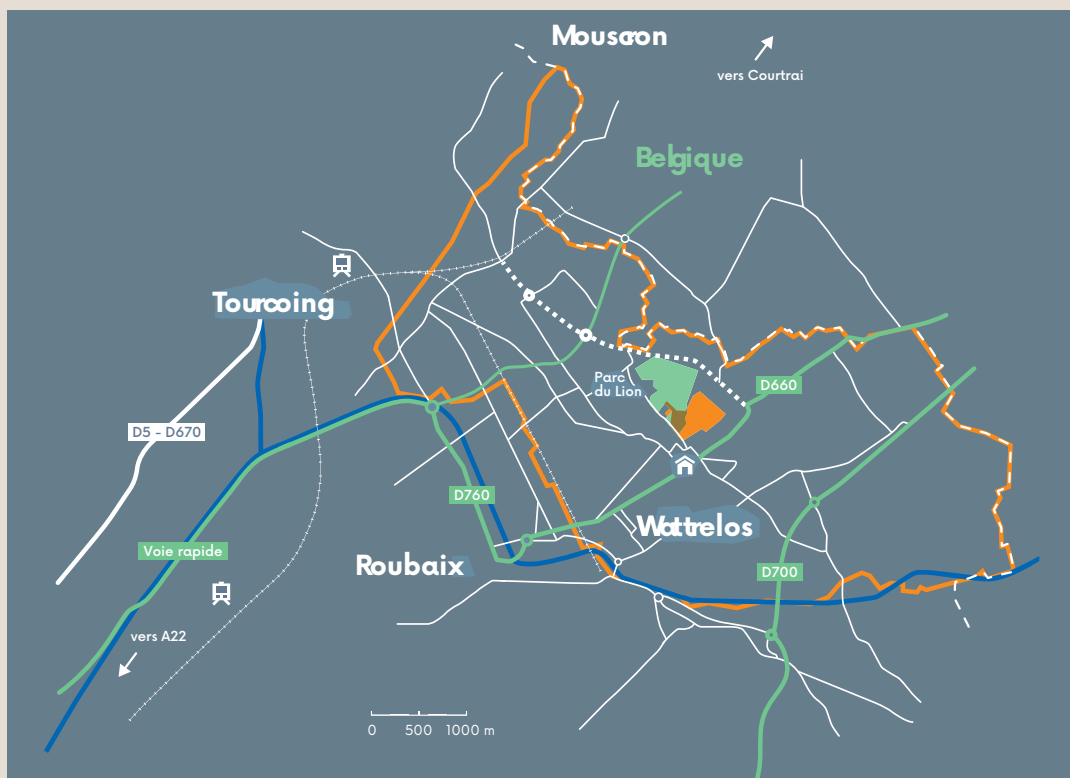 Mouscron
vers Courtrai
Belgique
Tourcoing
Parc
du Lion
D660
D5 - D670
D760
Wattrelos
Voie rapide
Roubaix
D700
vers A22
0 500 1000 m